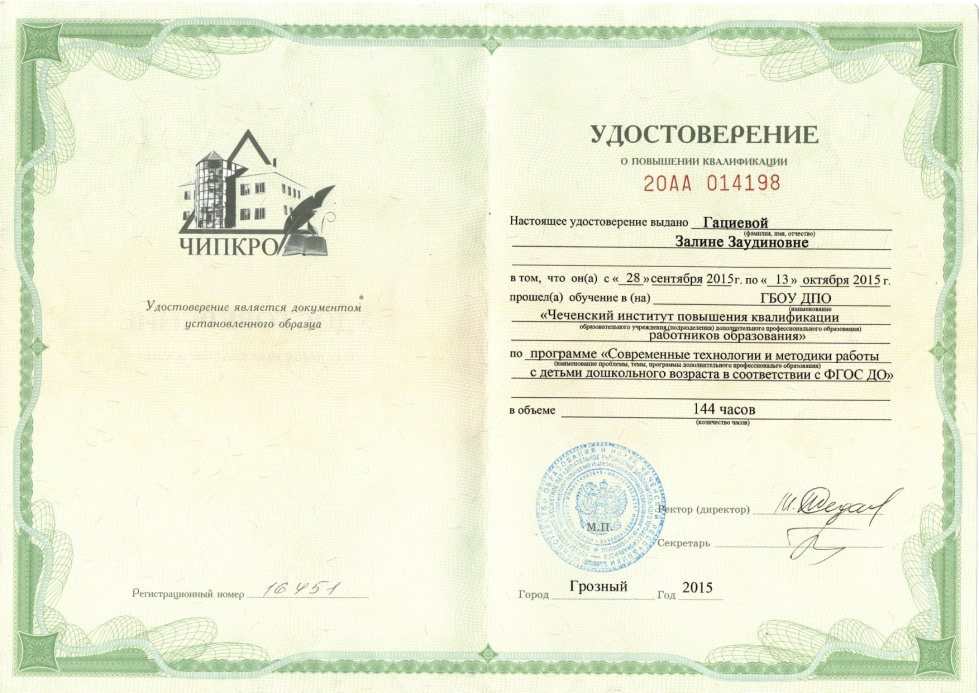 ЧИПКРО
Удостоверение является документом
установленного образца
Регистрационный номер 16451
УДОСТОВЕРЕНИЕ
О ПОВЫШЕНИИ КВАЛИФИКАЦИИ
20АА 014198
Настоящее удостоверение выдано Гациевой
(фамилия, имя, отчество)
Залине Заудиновне
в том, что он(а) с « 28 » сентября 2015г. по « 13 » октября 2015 г.
прошел(а) обучение в (на) ГБОУ ДПО
(наименование
«Чеченский институт повышения квалификации
образовательного учреждения (подразделения) дополнительного профессионального образования)
работников образования»
по программе «Современные технологии и методики работы
(наименование проблемы, темы, программы дополнительного профессионального образования)
с детьми дошкольного возраста в соответствии с ФГОС ДО»
в объеме 144 часов
(количество часов)
М.П.
Ректор (директор)
Секретарь
Город Грозный Год 2015